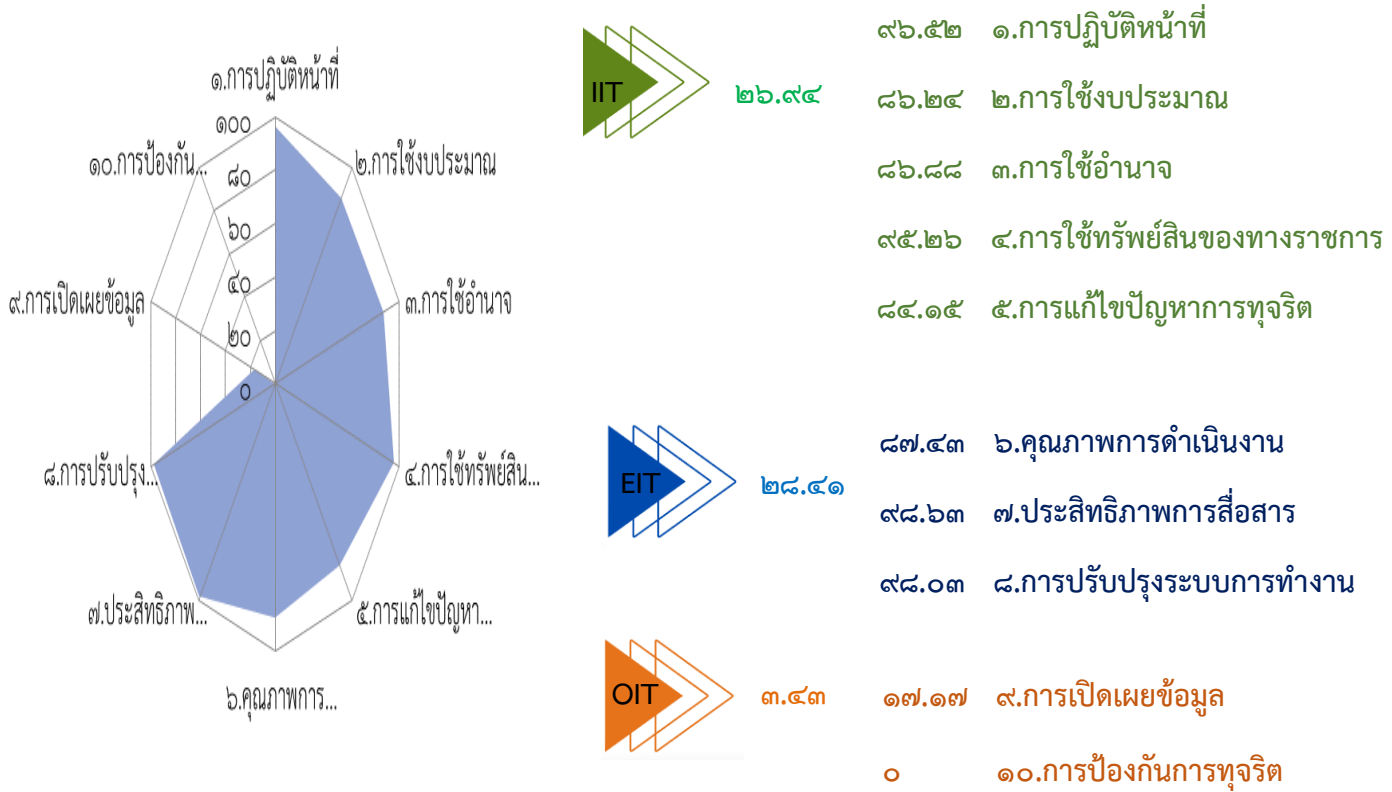 ๑.การปฏิบัติหน้าที่
๑๐๐
๑๐.การป้องกัน...
๘๐
๒.การใช้งบประมาณ
๖๐
๔๐
๙.การเปิดเผยข้อมูล
๓.การใช้อำนาจ
๒๐
๐
๘.การปรับปรุง...
๔.การใช้ทรัพย์สิน...
๗.ประสิทธิภาพ...
๕.การแก้ไขปัญหา...
๖.คุณภาพการ...
IIT ๒๖.๙๔
๙๖.๕๒ ๑.การปฏิบัติหน้าที่
๘๖.๒๔ ๒.การใช้งบประมาณ
๘๖.๘๘ ๓.การใช้อำนาจ
๙๕.๒๖ ๔.การใช้ทรัพย์สินของทางราชการ
๘๔.๑๕ ๕.การแก้ไขปัญหาการทุจริต
EIT ๒๘.๔๑
๘๗.๔๓ ๖.คุณภาพการดำเนินงาน
๙๘.๖๓ ๗.ประสิทธิภาพการสื่อสาร
๙๘.๐๓ ๘.การปรับปรุงระบบการทำงาน
OIT ๓.๔๓
๑๗.๑๗ ๙.การเปิดเผยข้อมูล
๐ ๑๐.การป้องกันการทุจริต